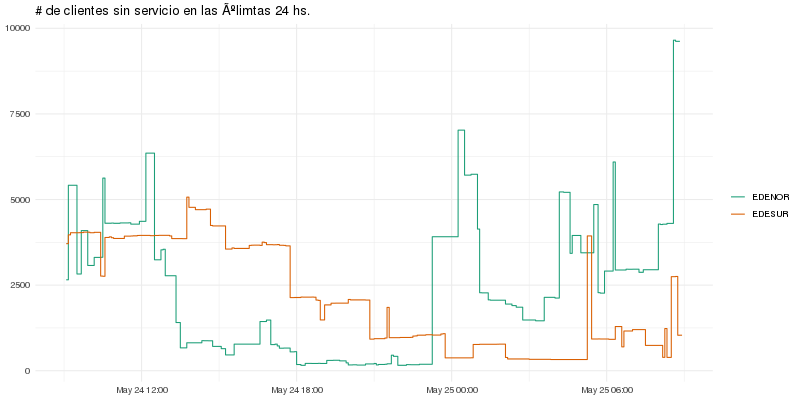 # de clientes sin servicio en las Ãºlimtas 24 hs.
10000
7500
5000
2500
0
May 24 12:00
May 24 18:00
May 25 00:00
May 25 06:00
EDENOR
EDESUR